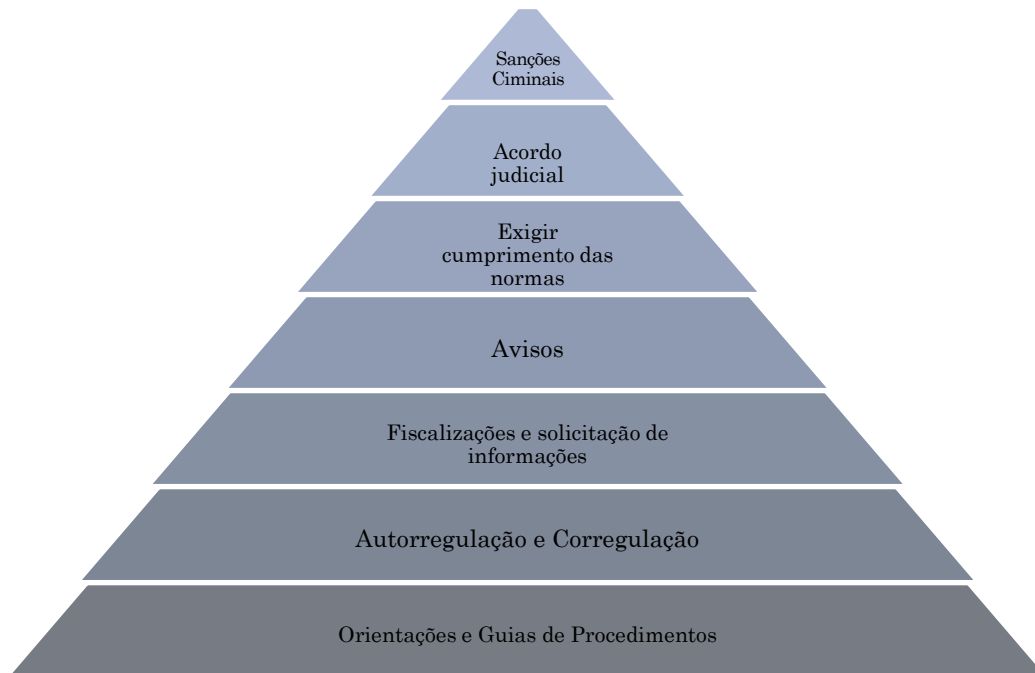 Sanções
Ciminais
Acordo
judicial
Exigir
cumprimento das
normas
Avisos
Fiscalizações e solicitação de
informações
Autorregulação e Corregulação
Orientações e Guias de Procedimentos